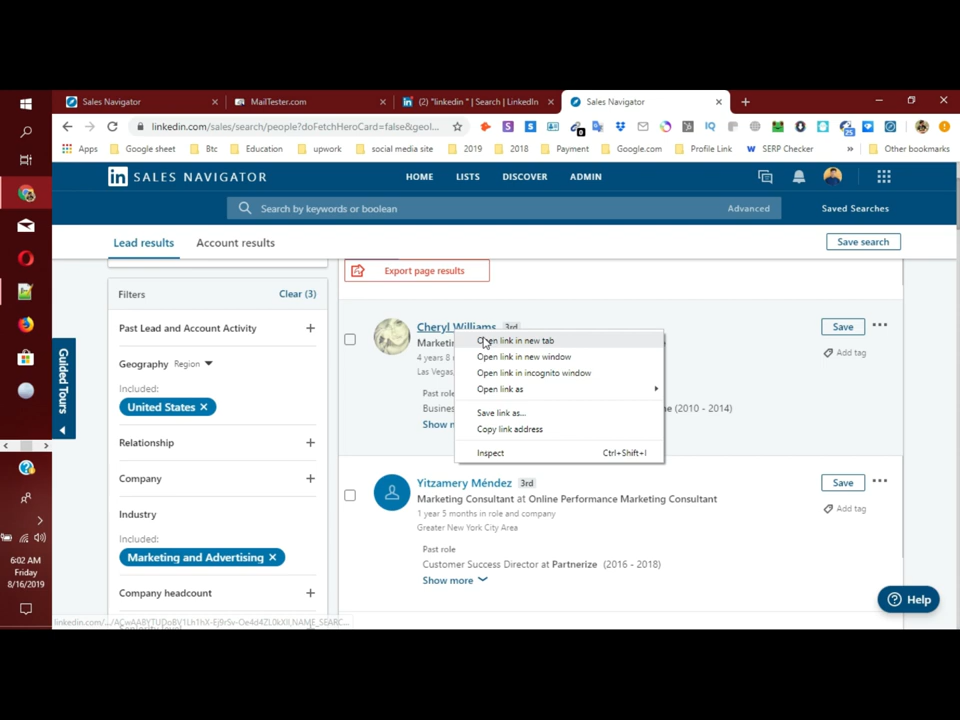 Sales Navigator
MailTester.com
(2) "linkedin " | Search | LinkedIn
Sales Navigator
linkedin.com/sales/search/people?doFetchHeroCard=false&geol...
Apps
Google sheet
Btc
Education
upwork
social media site
2019
2018
Payment
Google.com
Profile Link
SERP Checker
Other bookmarks
in SALES NAVIGATOR
HOME
LISTS
DISCOVER
ADMIN
Search by keywords or boolean
Advanced
Saved Searches
Lead results
Account results
Save search
Export page results
Filters
Clear (3)
Past Lead and Account Activity
Geography Region
Included:
United States
Relationship
Company
Industry
Included:
Marketing and Advertising
Company headcount
Cheryl Williams 3rd
4 years 8
Las Vegas,
Past role
(2010 - 2014)
Save
Add tag
Open link in new tab
Open link in new window
Open link in incognito window
Open link as
Save link as...
Copy link address
Inspect Ctrl+Shift+I
Yitzamery Méndez 3rd
Marketing Consultant at Online Performance Marketing Consultant
1 year 5 months in role and company
Greater New York City Area
Past role
Customer Success Director at Partnerize (2016 - 2018)
Show more
Save
Add tag
Help
Guided Tours
6:02 AM
Friday
8/16/2019